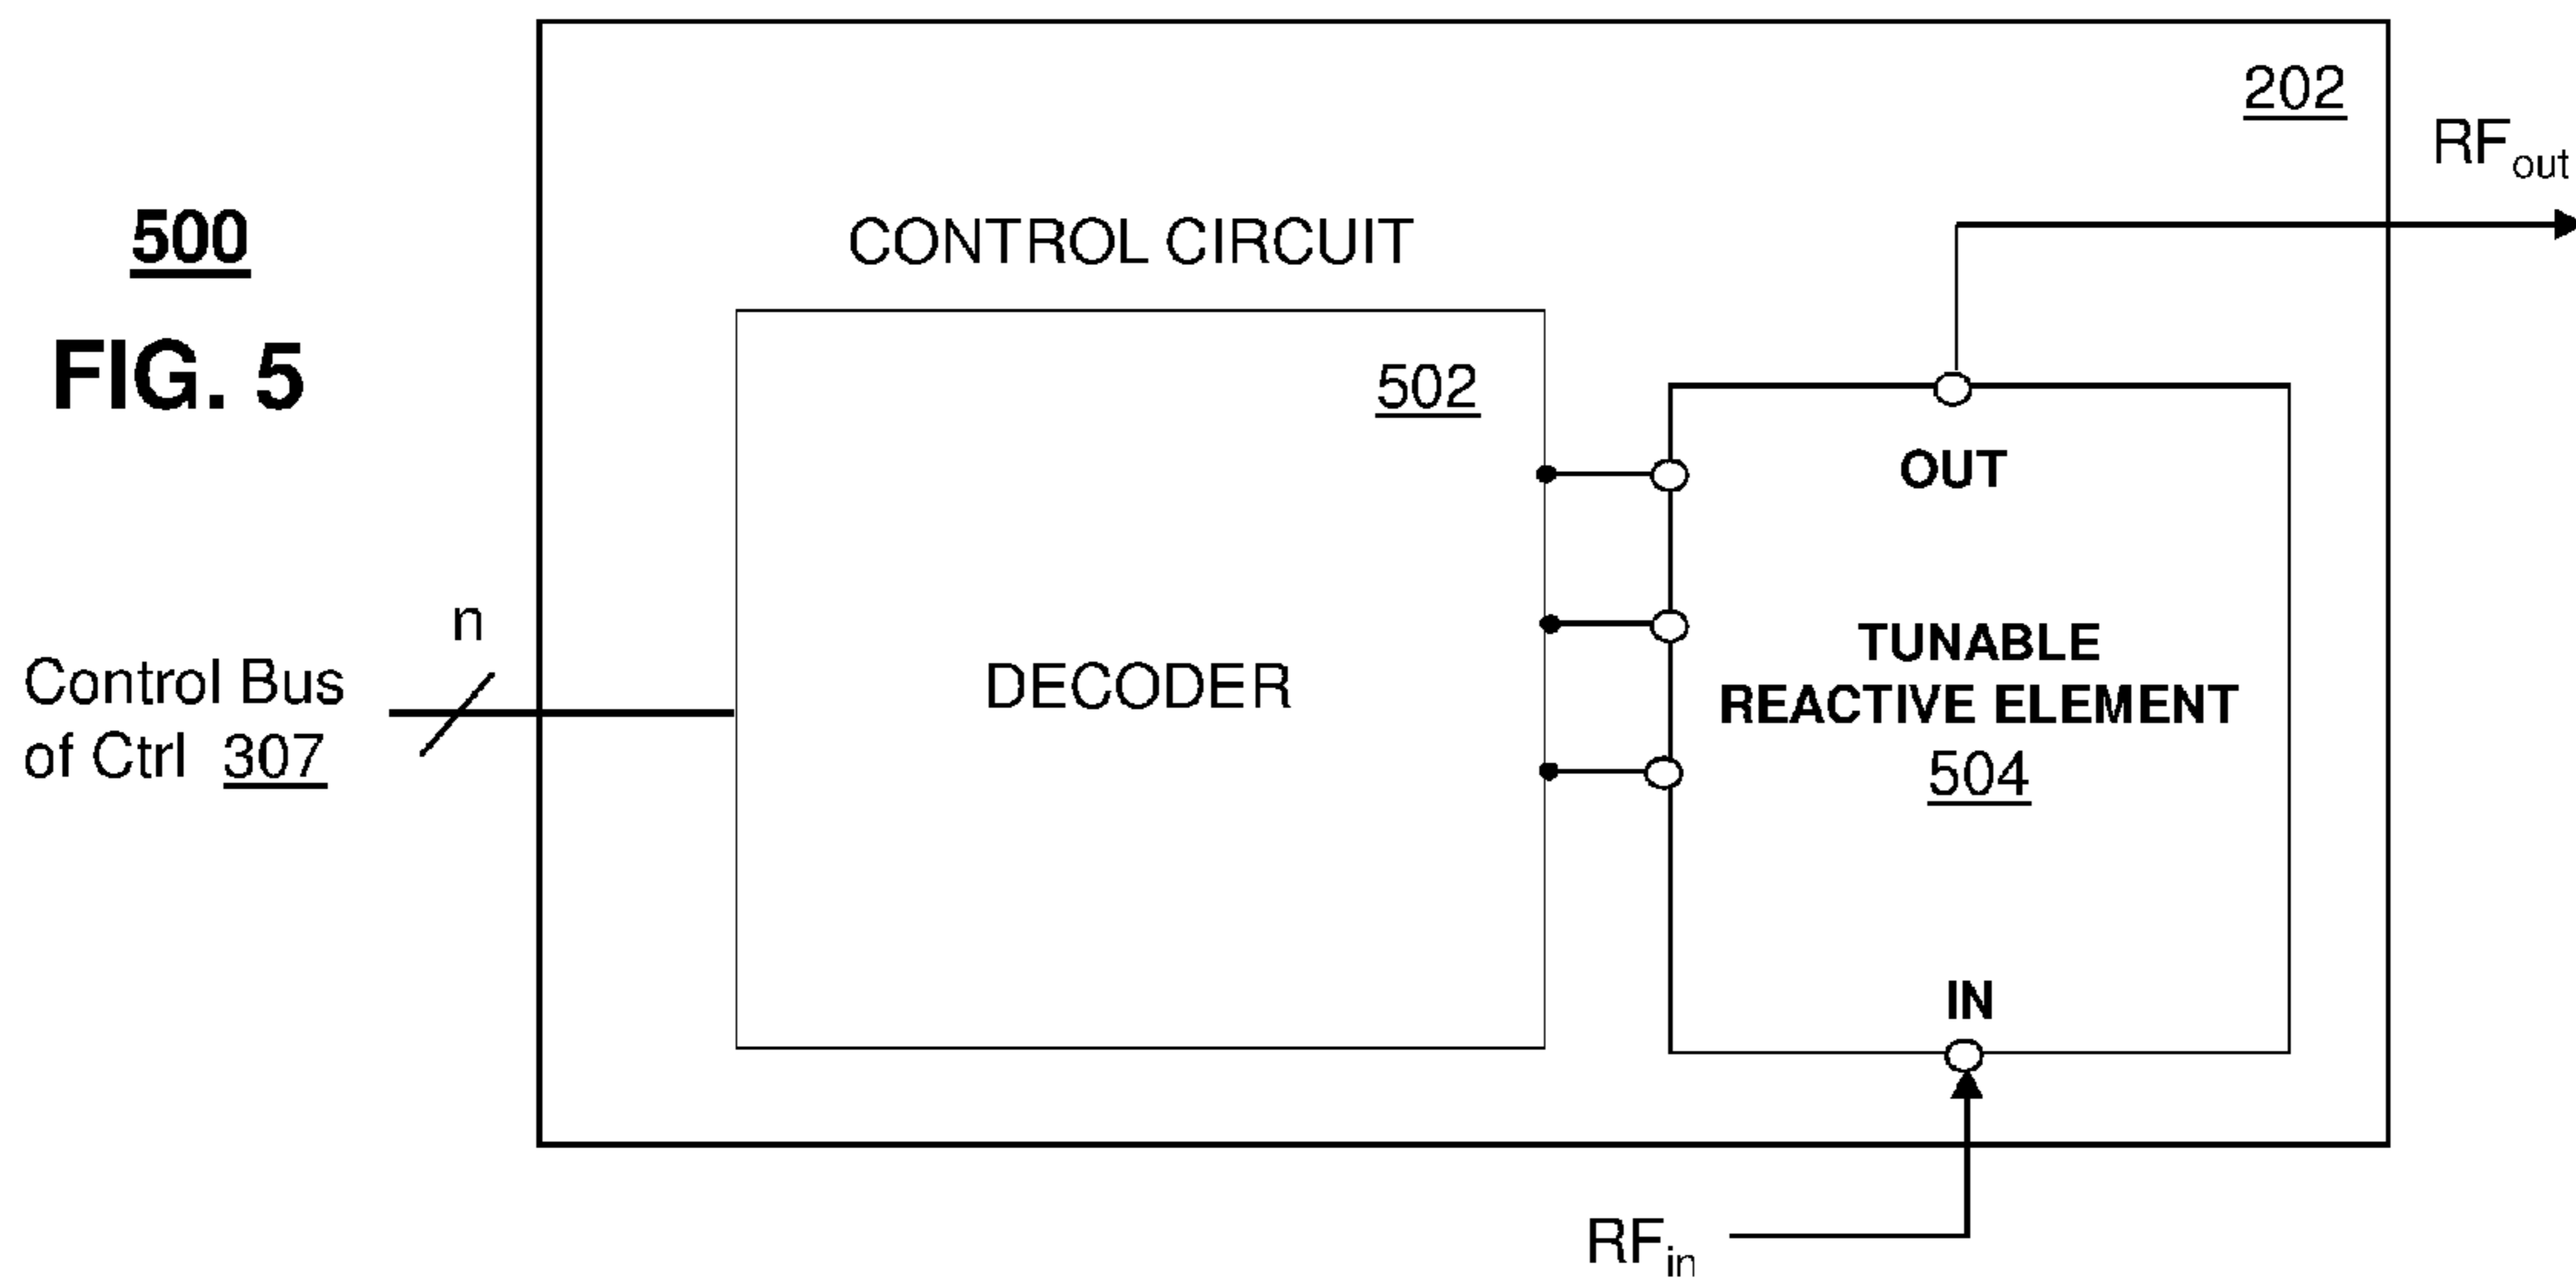 202
RFout
500
FIG. 5
CONTROL CIRCUIT
502
OUT
n
Control Bus
of Ctrl 307
DECODER
TUNABLE
REACTIVE ELEMENT
504
IN
RFin